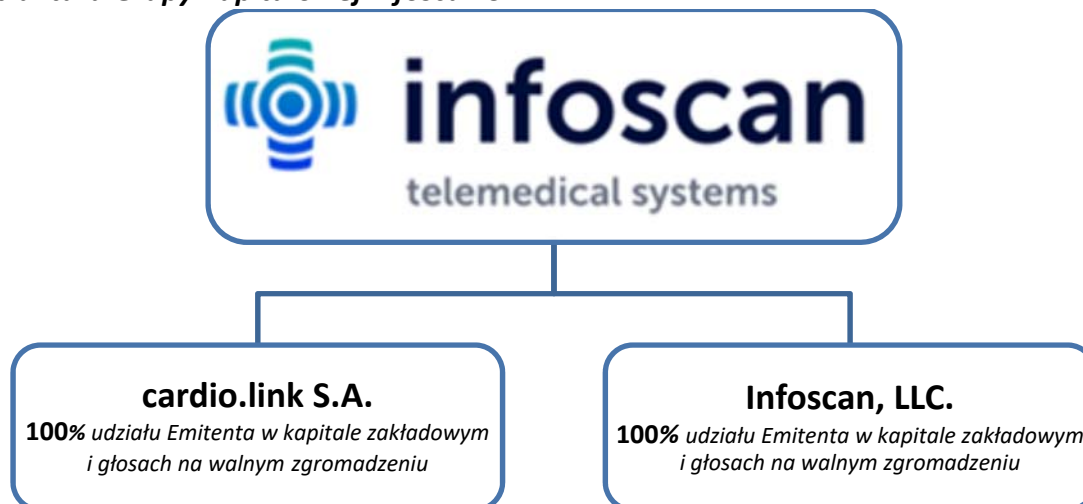 infoscan
telemedical systems
cardio.link S.A.
100% udziału Emitenta w kapitale zakładowym
i głosach na walnym zgromadzeniu
Infoscan, LLC.
100% udziału Emitenta w kapitale zakładowym
i głosach na walnym zgromadzeniu